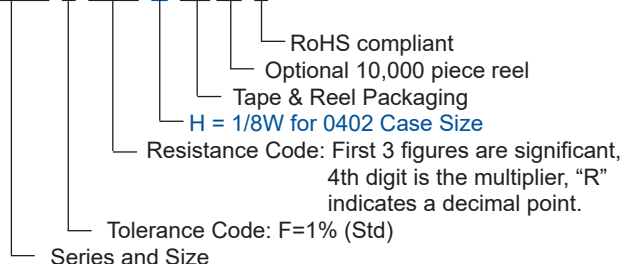 RoHS compliant
Optional 10,000 piece reel
Tape & Reel Packaging
H = 1/8W for 0402 Case Size
Resistance Code: First 3 figures are significant,
4th digit is the multiplier, “R”
indicates a decimal point.
Tolerance Code: F=1% (Std)
Series and Size